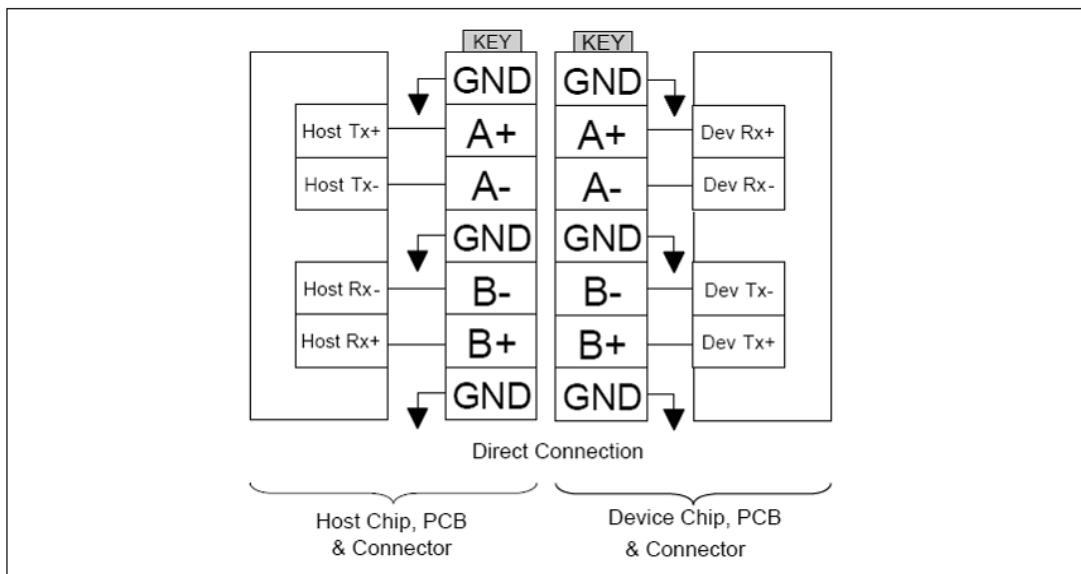 KEY KEY
GND GND
Host Tx+ A+ A+ Dev Rx+
Host Tx- A- A- Dev Rx-
GND GND
Host Rx- B- B- Dev Tx-
Host Rx+ B+ B+ Dev Tx+
GND GND
Direct Connection
Host Chip, PCB
& Connector
Device Chip, PCB
& Connector